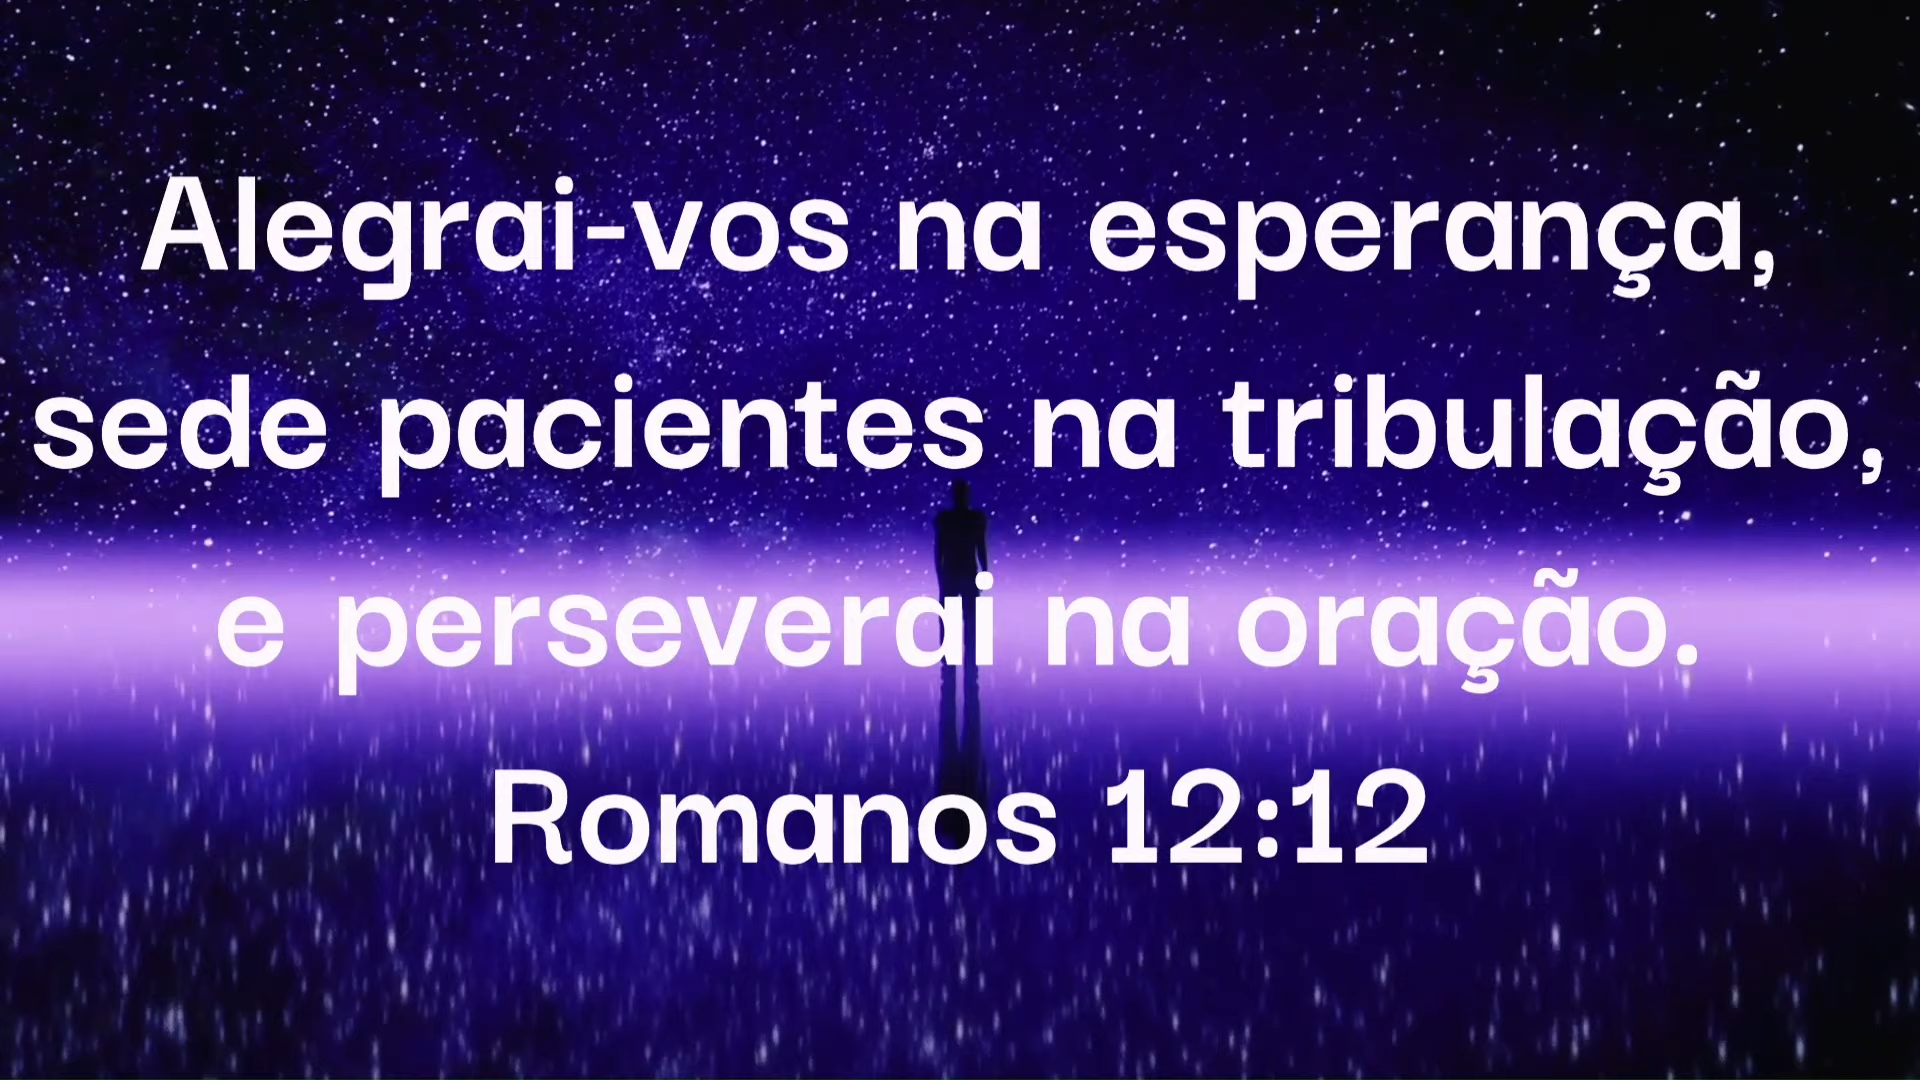 Alegrai-vos na esperança,
sede pacientes na tribulação,
e perseverai na oração.
Romanos 12:12